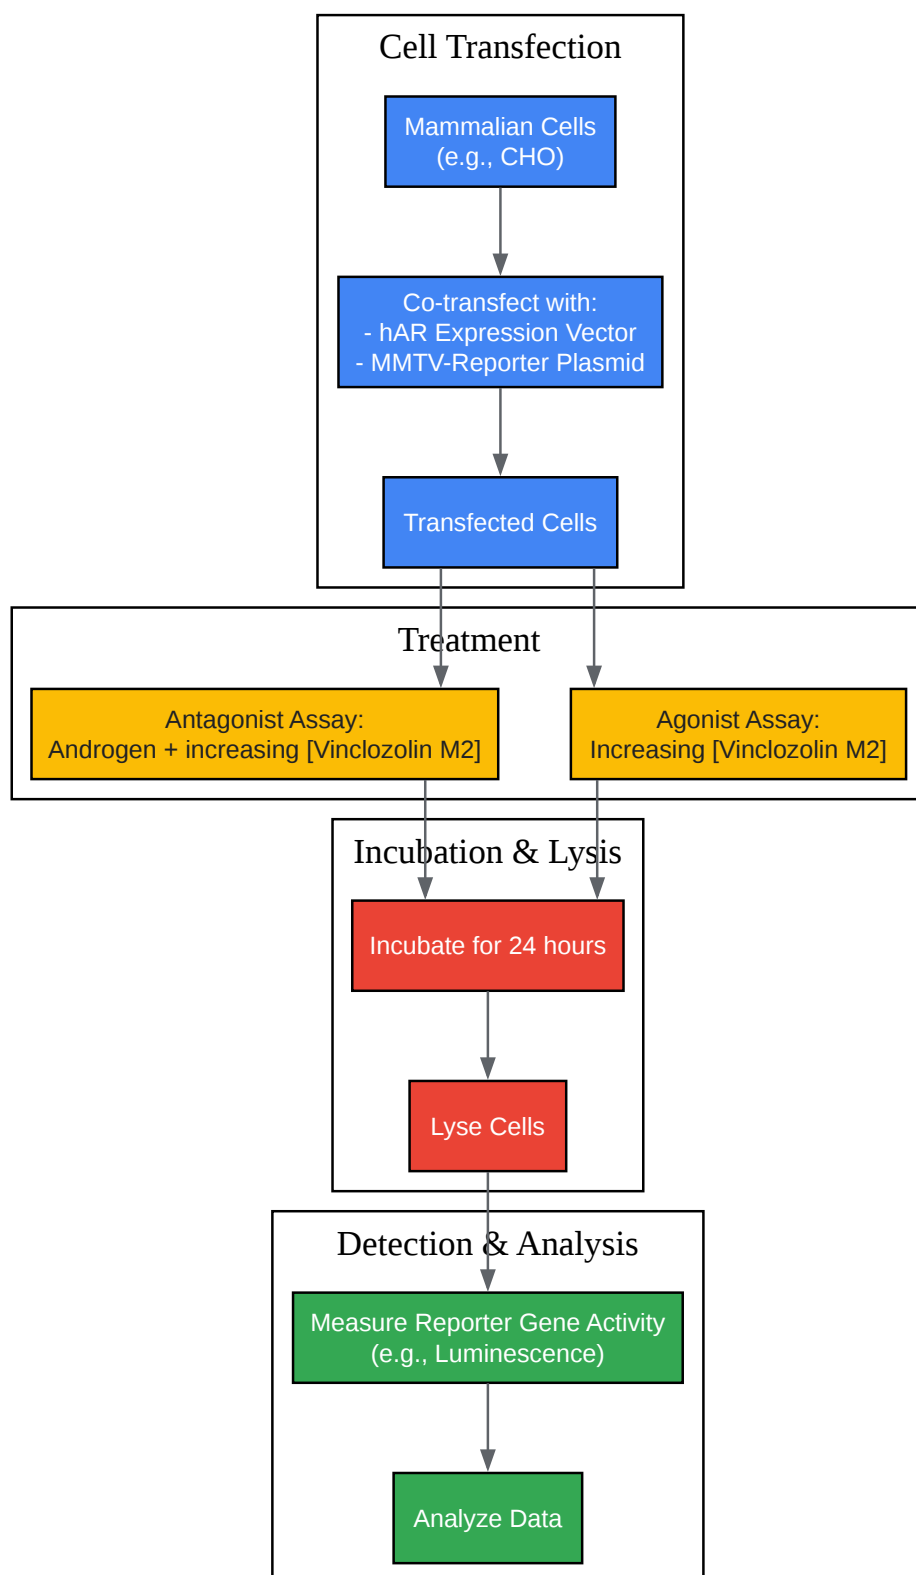 Cell Transfection
Mammalian Cells
(e.g., CHO)
Co-transfect with:
- hAR Expression Vector
- MMTV-Reporter Plasmid
Transfected Cells
Treatment
Antagonist Assay:
Androgen + increasing [Vinclozolin M2]
Agonist Assay:
Increasing [Vinclozolin M2]
Incubation & Lysis
Incubate for 24 hours
Lyse Cells
Detection & Analysis
Measure Reporter Gene Activity
(e.g., Luminescence)
Analyze Data